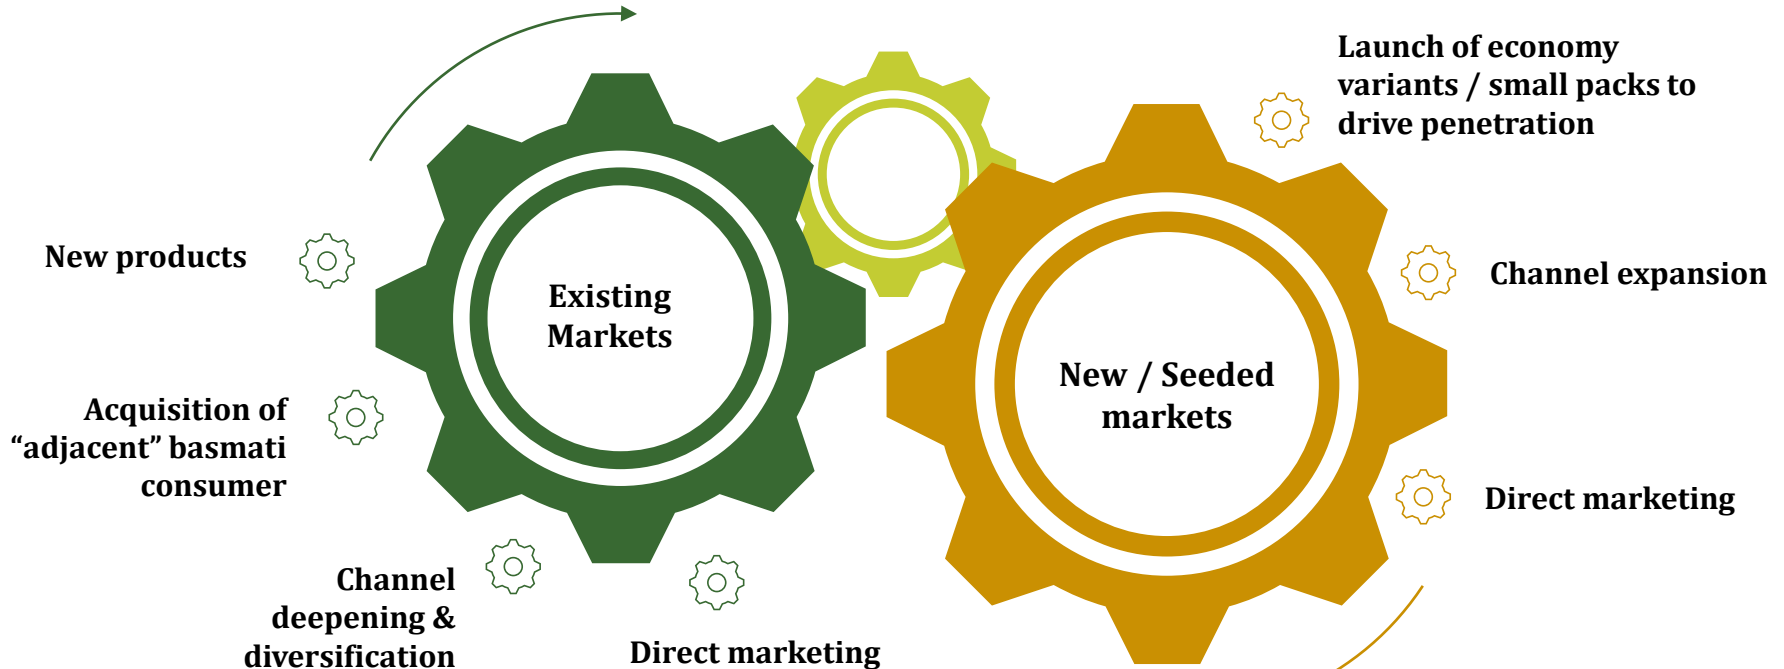 New products
Acquisition of
“adjacent” basmati
consumer
Channel
deepening &
diversification
Direct marketing
Existing
Markets
New / Seeded
markets
Launch of economy
variants / small packs to
drive penetration
Channel expansion
Direct marketing